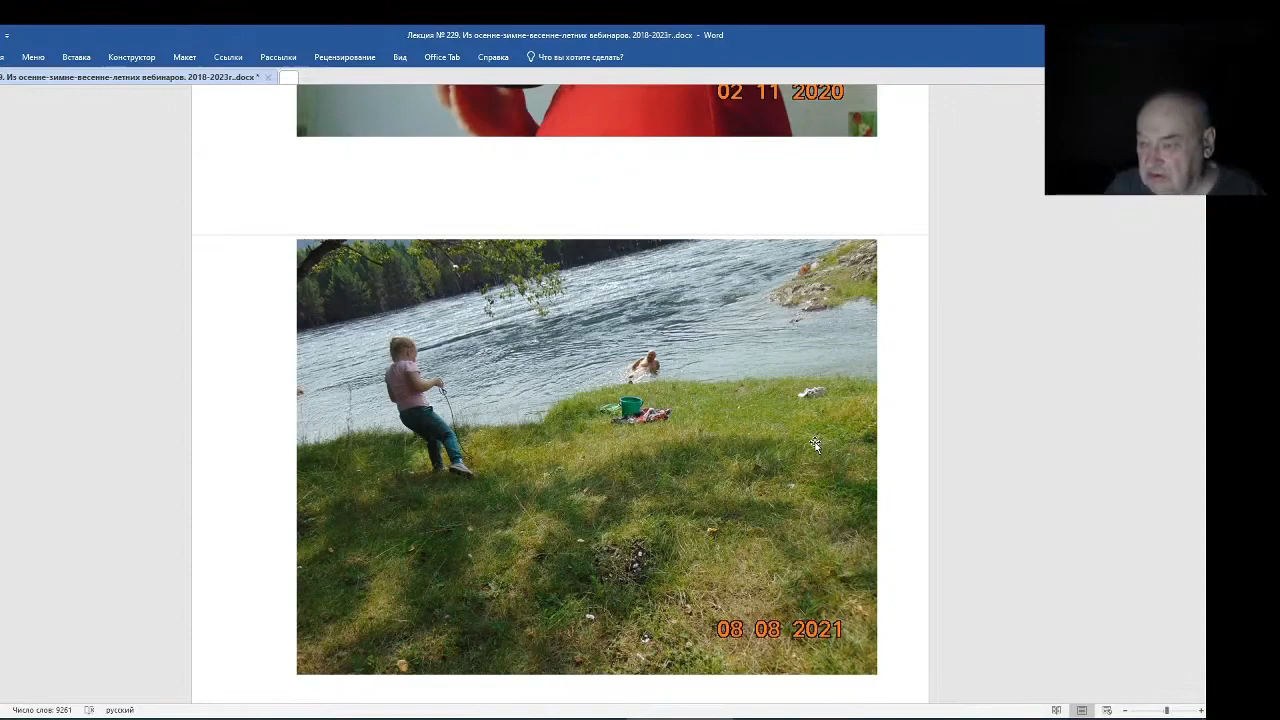 Лекция № 229. Из осенне-зимне-весенне-летних вебинаров. 2018-2023г..docx - Word
Меню Вставка Конструктор Макет Ссылки Рассылки Рецензирование Вид Office Tab Справка Что вы хотите сделать?
9. Из осенне-зимне-весенне-летних вебинаров. 2018-2023г..docx *
02 11 2020
08 08 2021
Число слов: 9261 русский